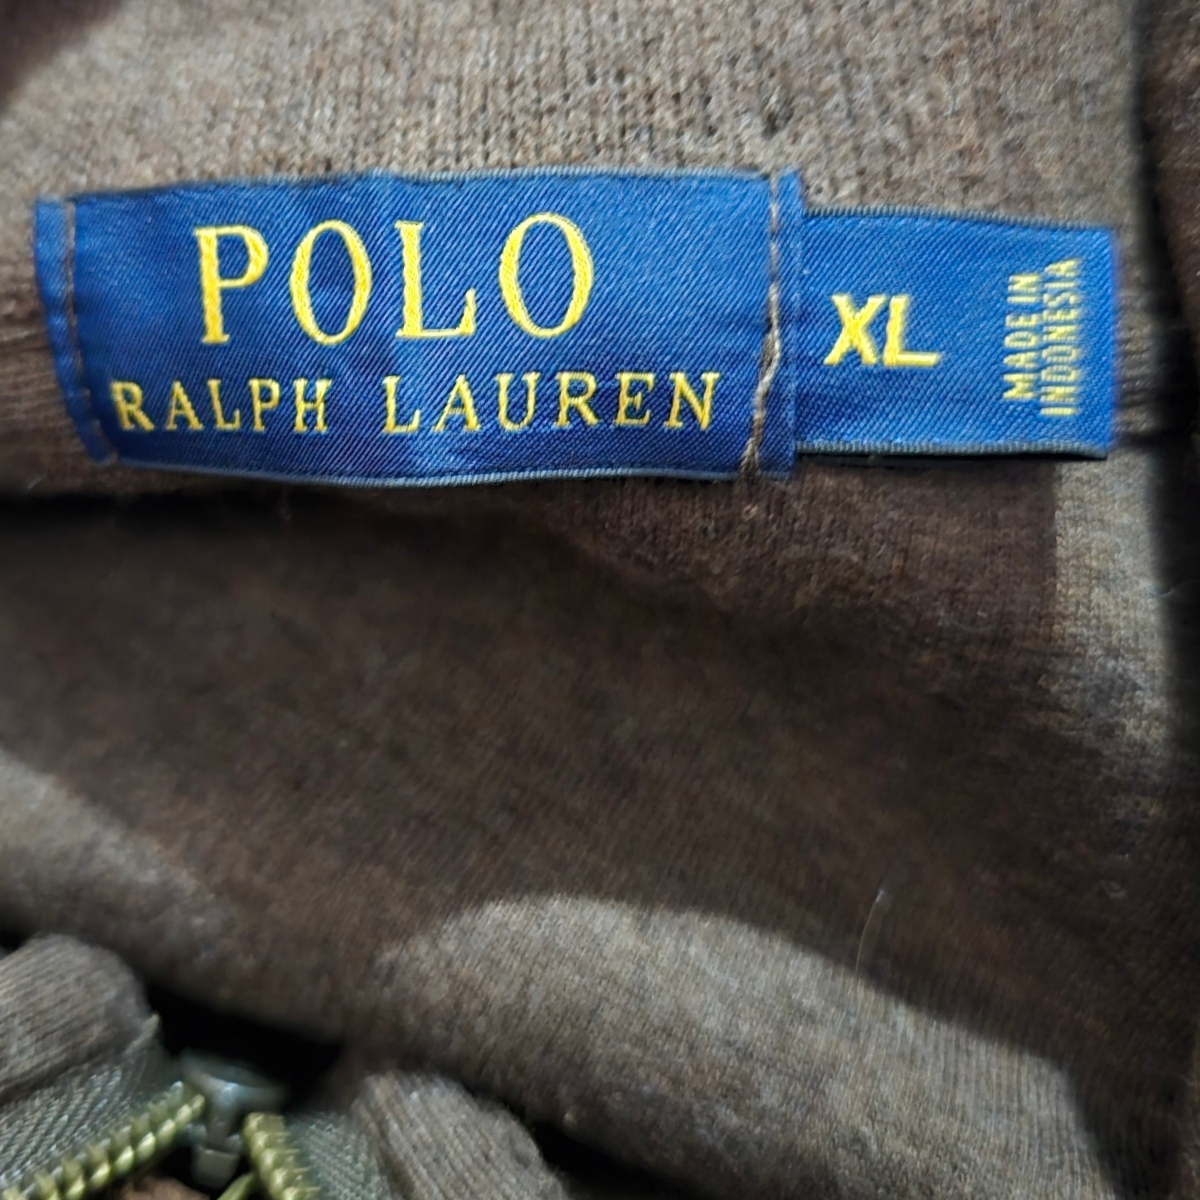 POLO
RALPH LAUREN
XL
MADE IN
INDONESIA